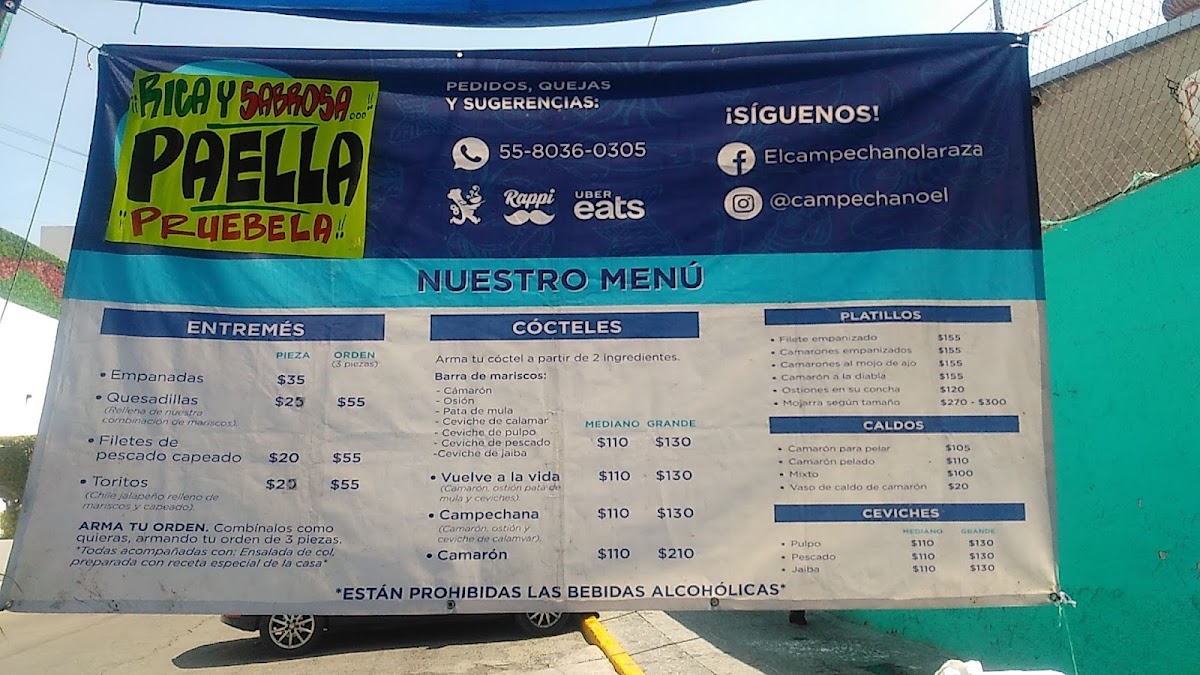 ¡¡RICA Y SABROSA...!!
PAELLA
¡¡PRUEBELA!!
PEDIDOS, QUEJAS
Y SUGERENCIAS:
55-8036-0305
Rappi
UBER
eats
¡SÍGUENOS!
Elcampechanolaraza
@campechanoel
NUESTRO MENÚ
ENTREMÉS
PIEZA ORDEN
(3 piezas)
• Empanadas $35
• Quesadillas $25 $55
(Rellena de nuestra
combinación de mariscos).
• Filetes de
pescado capeado $20 $55
• Toritos $25 $55
(Chile jalapeño relleno de
mariscos y capeado).
ARMA TU ORDEN. Combínalos como
quieras, armando tu orden de 3 piezas.
*Todas acompañadas con: Ensalada de col,
preparada con receta especial de la casa*
CÓCTELES
Arma tu cóctel a partir de 2 ingredientes.
Barra de mariscos:
- Cámarón
- Osión
- Pata de mula
- Ceviche de calamar
- Ceviche de pulpo
- Ceviche de pescado
-Ceviche de jaiba
MEDIANO GRANDE
$110 $130
• Vuelve a la vida $110 $130
(Camarón, ostión pata de
mula y ceviches).
• Campechana $110 $130
(Camarón, ostión y
ceviche de calamvar).
• Camarón $110 $210
PLATILLOS
• Filete empanizado $155
• Camarones empanizados $155
• Camarones al mojo de ajo $155
• Camarón a la diabla $155
• Ostiones en su concha $120
• Mojarra según tamaño $270 - $300
CALDOS
• Camarón para pelar $105
• Camarón pelado $110
• Mixto $100
• Vaso de caldo de camarón $20
CEVICHES
MEDIANO GRANDE
• Pulpo $110 $130
• Pescado $110 $130
• Jaiba $110 $130
*ESTÁN PROHIBIDAS LAS BEBIDAS ALCOHÓLICAS*